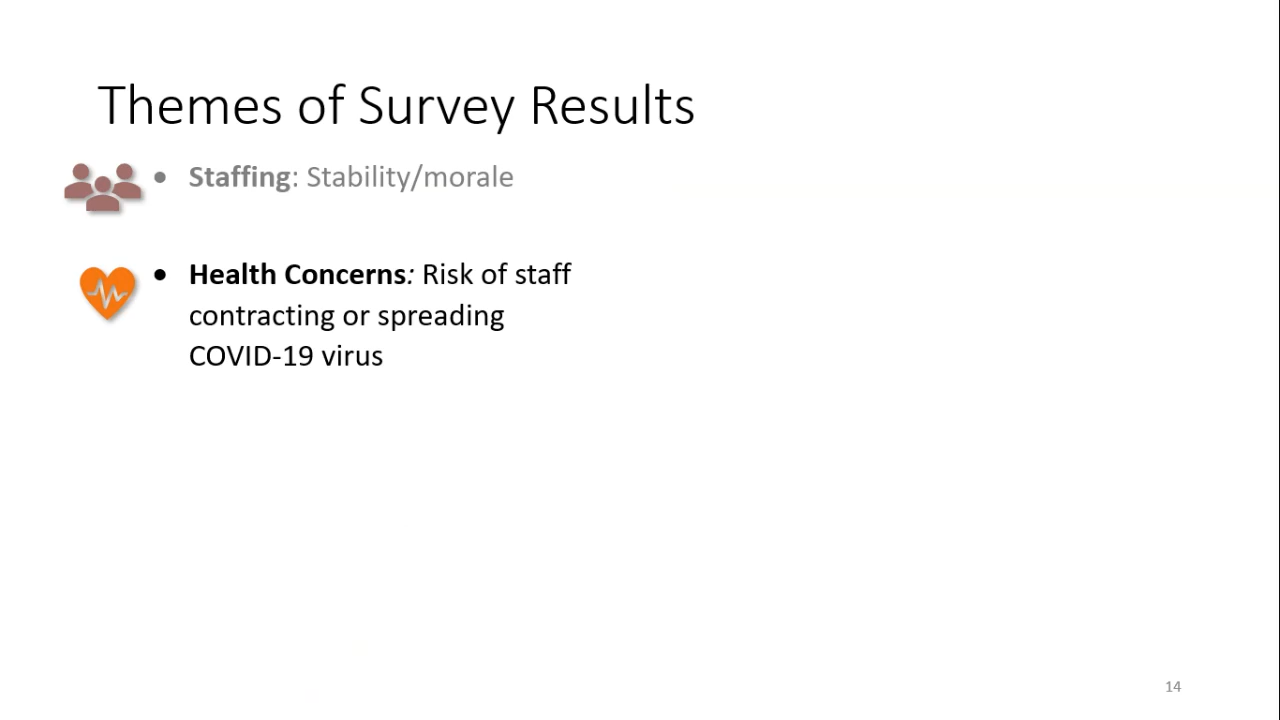 Themes of Survey Results
• Staffing: Stability/morale
• Health Concerns: Risk of staff
contracting or spreading
COVID-19 virus
14